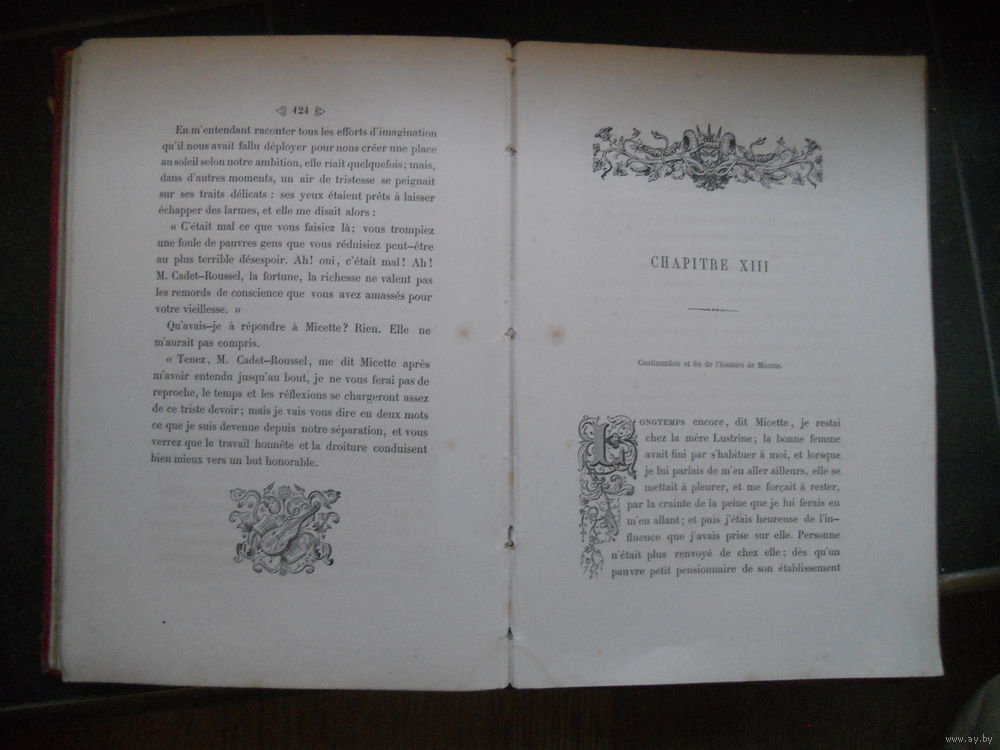 124
En m'entendant raconter tous les efforts d'imagination
qu'il nous avait fallu déployer pour nous créer une place
au soleil selon notre ambition, elle riait quelquefois; mais,
dans d'autres moments, un air de tristesse se peignait
sur ses traits délicats : ses yeux étaient prêts à laisser
échapper des larmes, et elle me disait alors :
« C'était mal ce que vous faisiez là; vous trompiez
une foule de pauvres gens que vous réduisiez peut-être
au plus terrible désespoir. Ah! oui, c'était mal! Ah!
M. Cadet-Roussel, la fortune, la richesse ne valent pas
les remords de conscience que vous avez amassés pour
votre vieillesse. »
Qu'avais-je à répondre à Micette? Rien. Elle ne
m'aurait pas compris.
« Tenez, M. Cadet-Roussel, me dit Micette après
m'avoir entendu jusqu'au bout, je ne vous ferai pas de
reproche, le temps et les réflexions se chargeront assez
de ce triste devoir; mais je vais vous dire en deux mots
ce que je suis devenue depuis notre séparation, et vous
verrez que le travail honnête et la droiture conduisent
bien mieux vers un but honorable.
CHAPITRE XIII
Continuation et fin de l'histoire de Micette.
LONGTEMPS encore, dit Micette, je restai
chez la mère Lustrine; la bonne femme
avait fini par s'habituer à moi, et lorsque
je lui parlais de m'en aller ailleurs, elle se
mettait à pleurer, et me forçait à rester,
par la crainte de la peine que je lui ferais en
m'en allant; et puis j'étais heureuse de l'in-
fluence que j'avais prise sur elle. Personne
n'était plus renvoyé de chez elle; dès qu'un
pauvre petit pensionnaire de son établissement
www.ay.by